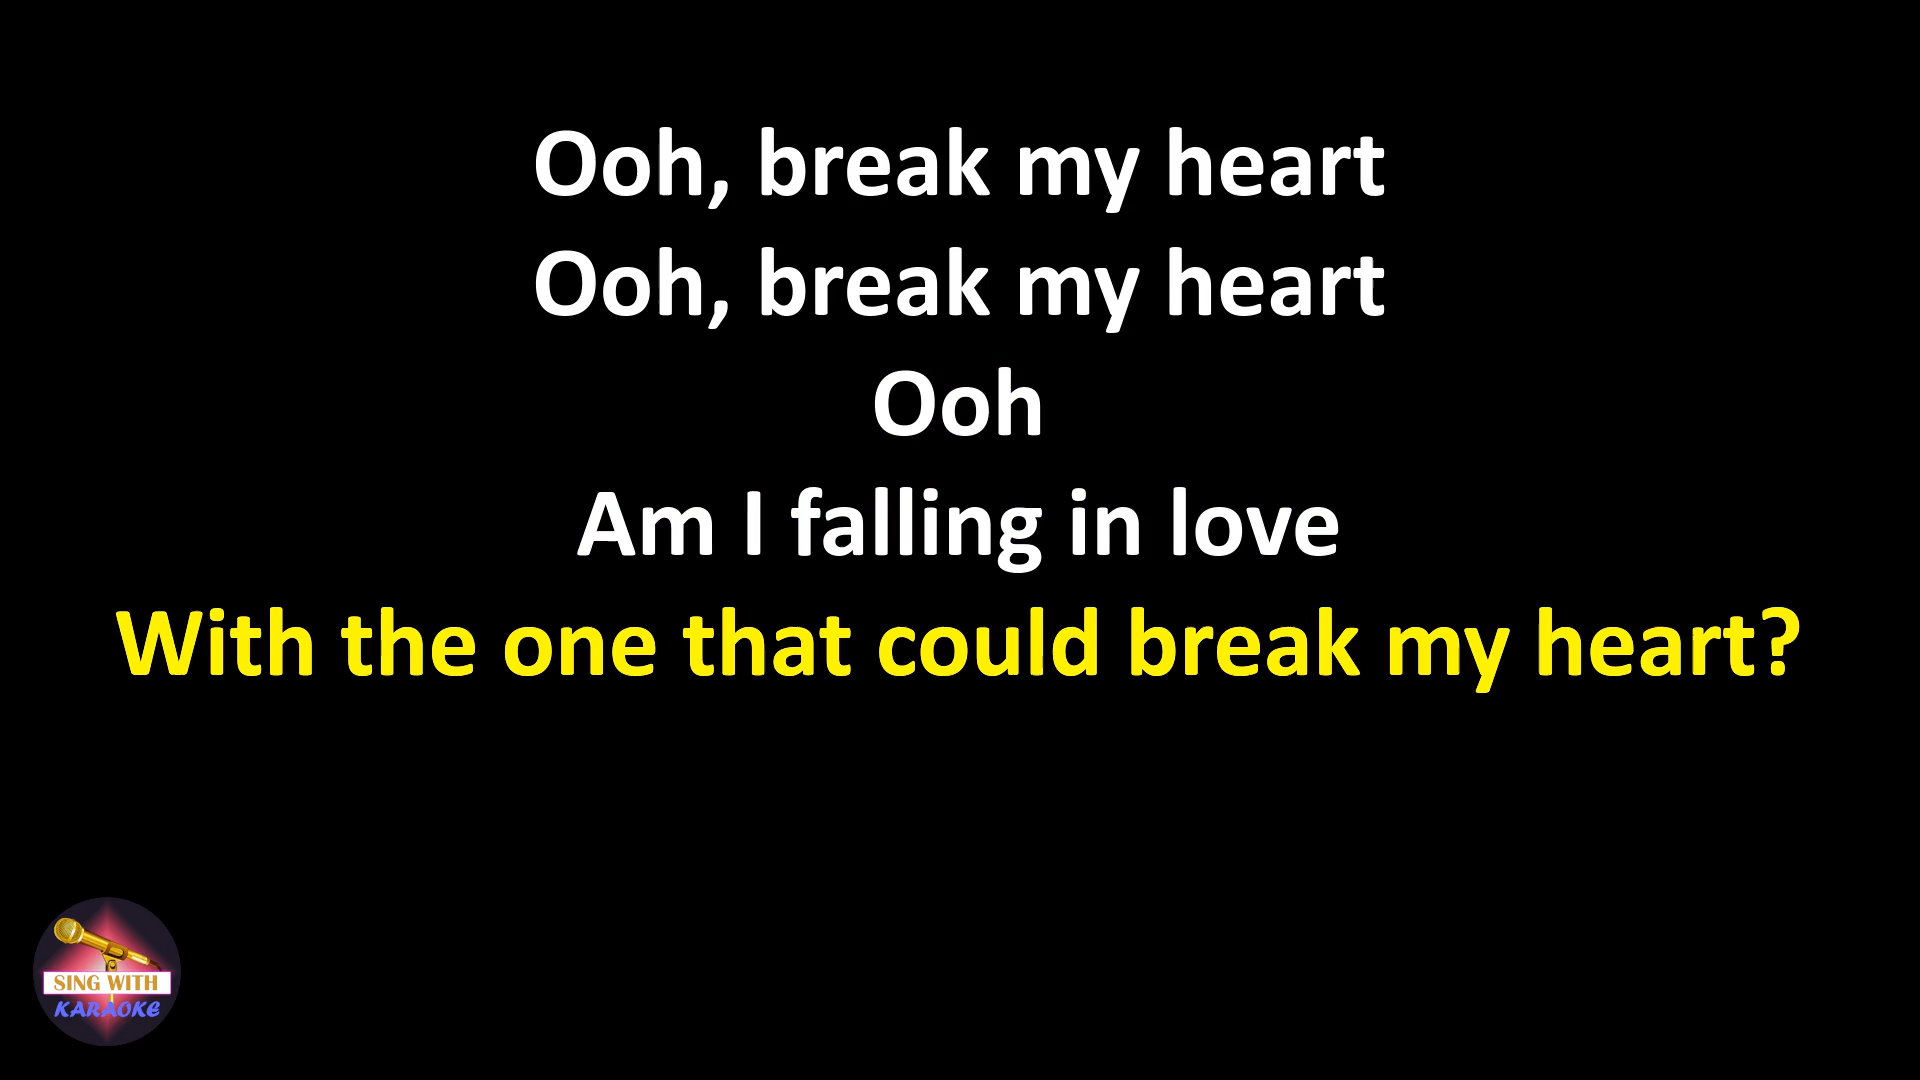 Ooh, break my heart
Ooh, break my heart
Ooh
Am I falling in love
With the one that could break my heart?
SING WITH
KARAOKE